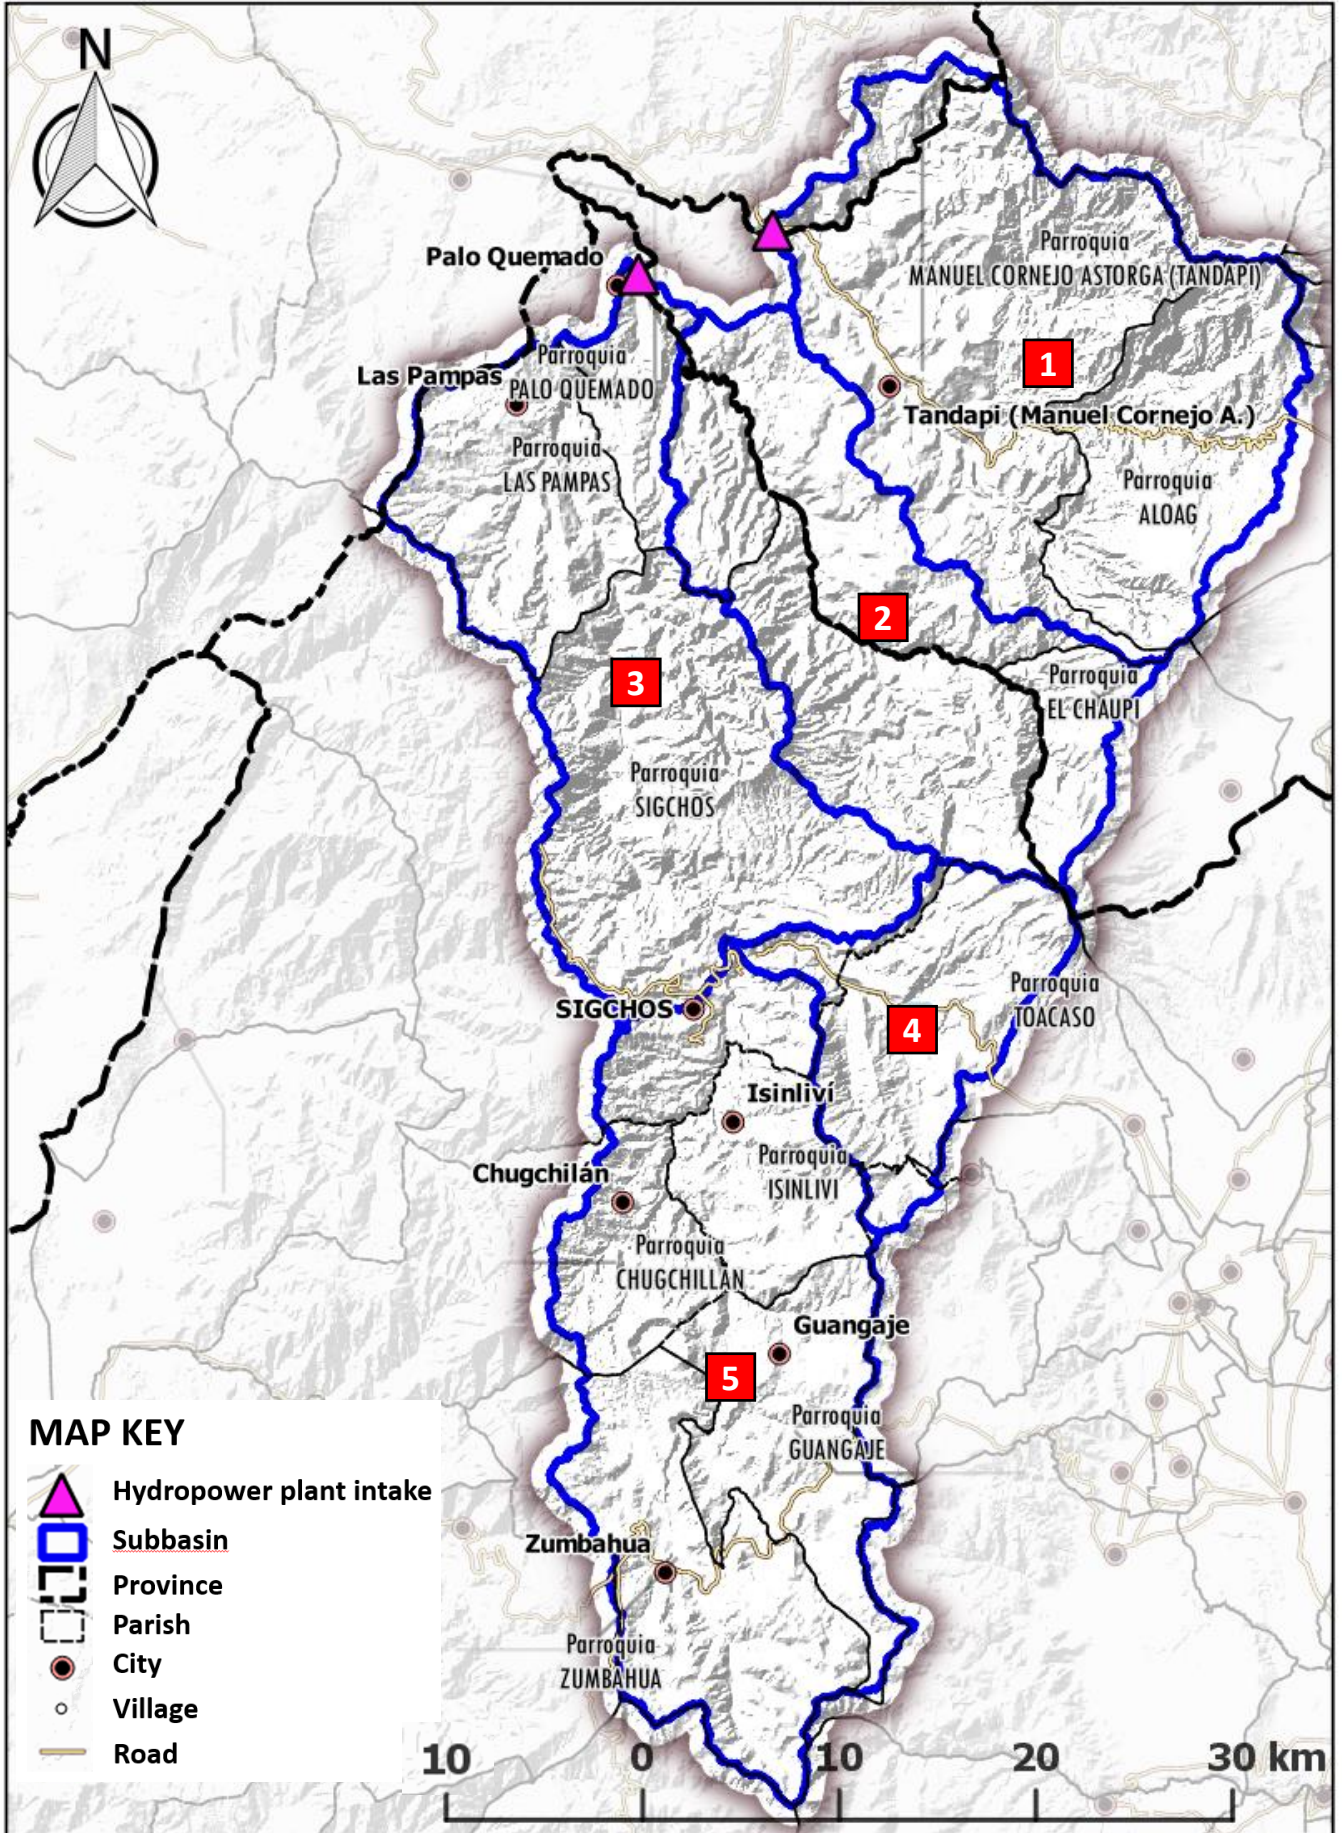 N
Palo Quemado
Parroquia
MANUEL CORNEJO ASTORGA (TANDAPI)
Parroquia
PALO QUEMADO
1
Las Pampas
Tandapi (Manuel Cornejo A.)
Parroquia
LAS PAMPAS
Parroquia
ALOAG
2
3
Parroquia
EL CHAUPI
Parroquia
SIGCHOS
SIGCHOS
Parroquia
TOACASO
4
Isinliví
Parroquia
ISINLIVI
Chugchilán
Parroquia
CHUGCHILLAN
Guangaje
5
Parroquia
GUANGAJE
Zumbahua
Parroquia
ZUMBAHUA
MAP KEY
Hydropower plant intake
Subbasin
Province
Parish
City
Village
Road
10 0 10 20 30 km